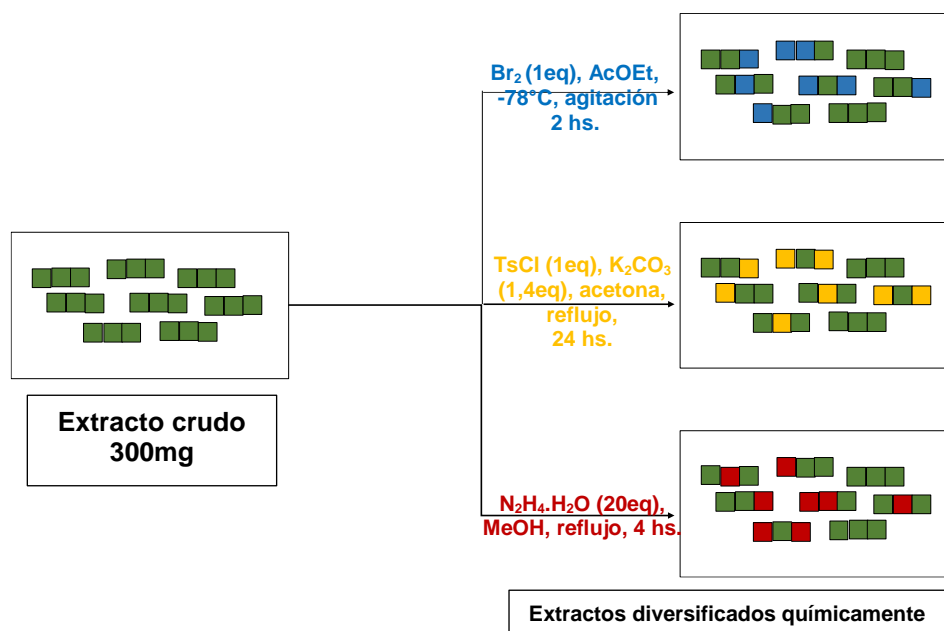 Br₂ (1eq), AcOEt,
-78°C, agitación
2 hs.
TsCl (1eq), K₂CO₃
(1,4eq), acetona,
reflujo,
24 hs.
Extracto crudo
300mg
N₂H₄.H₂O (20eq),
MeOH, reflujo, 4 hs.
Extractos diversificados químicamente